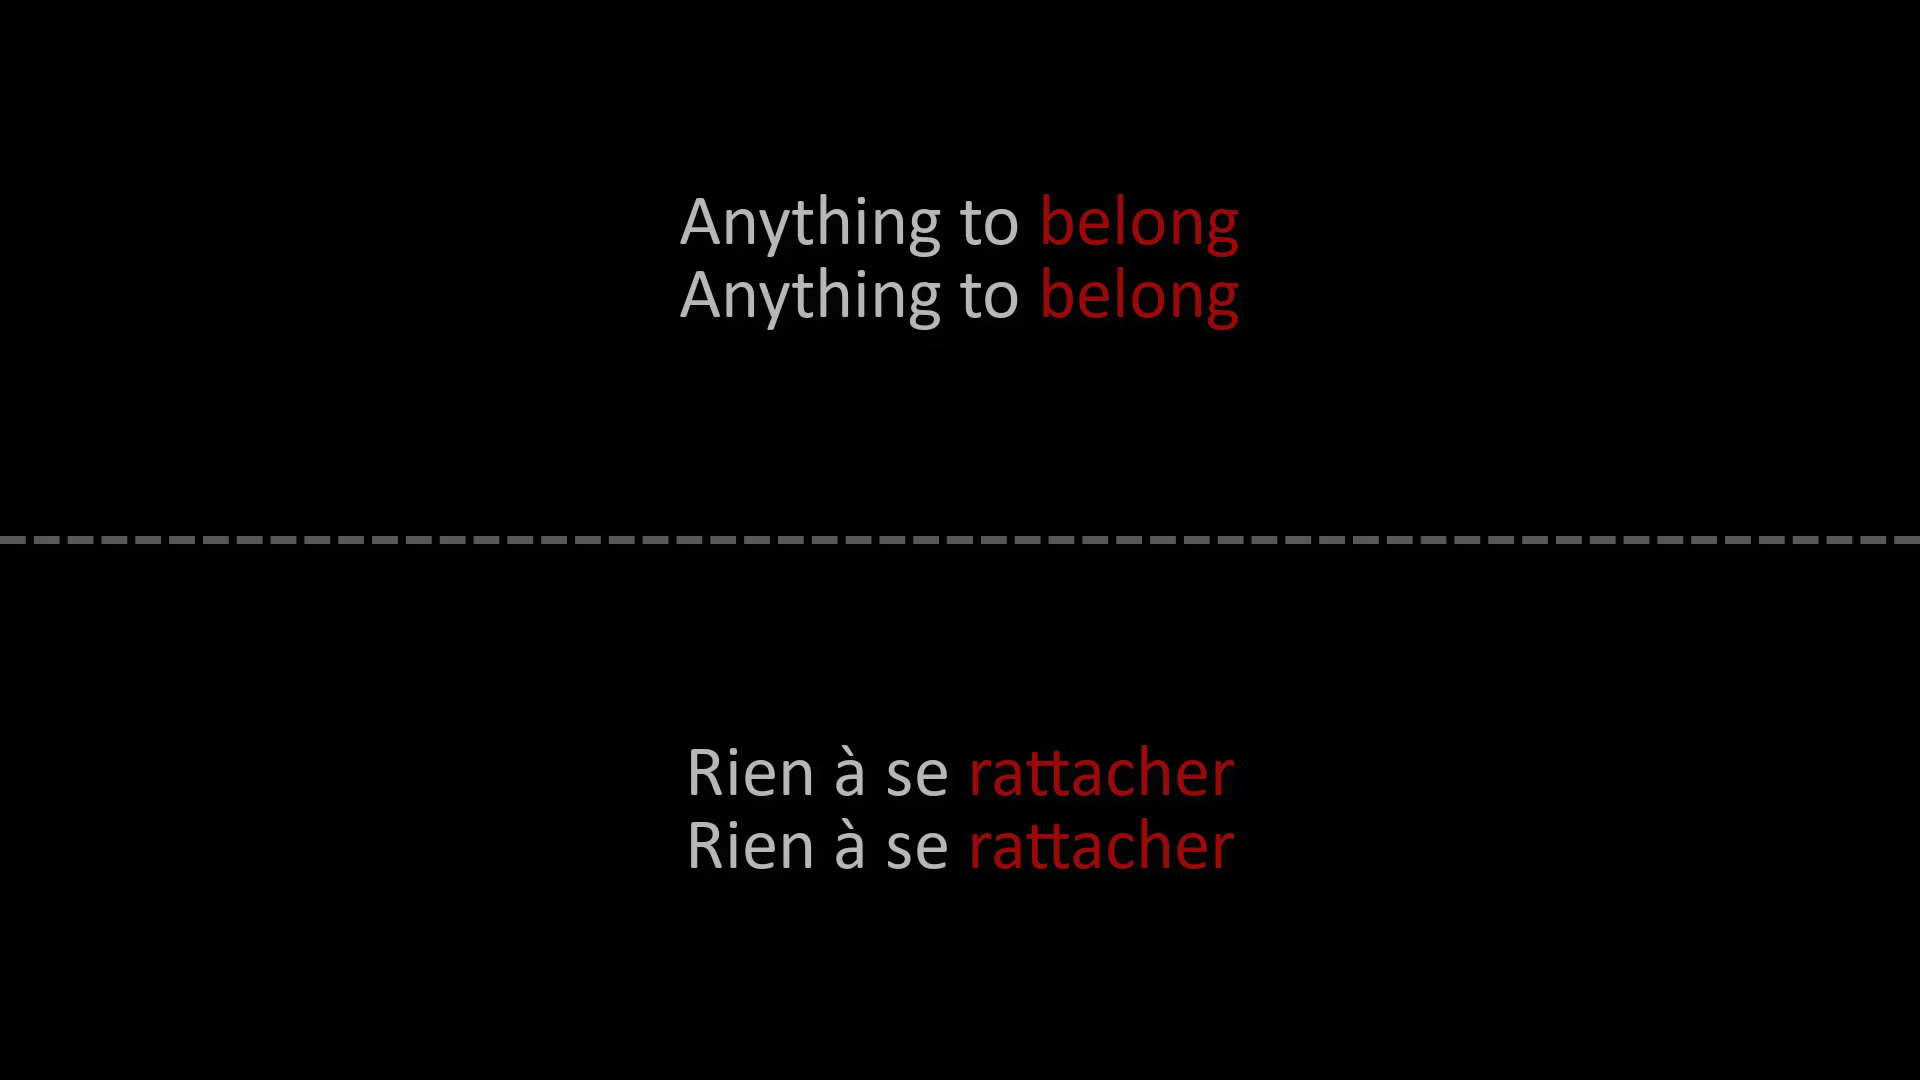 Anything to belong
Anything to belong
Rien à se rattacher
Rien à se rattacher